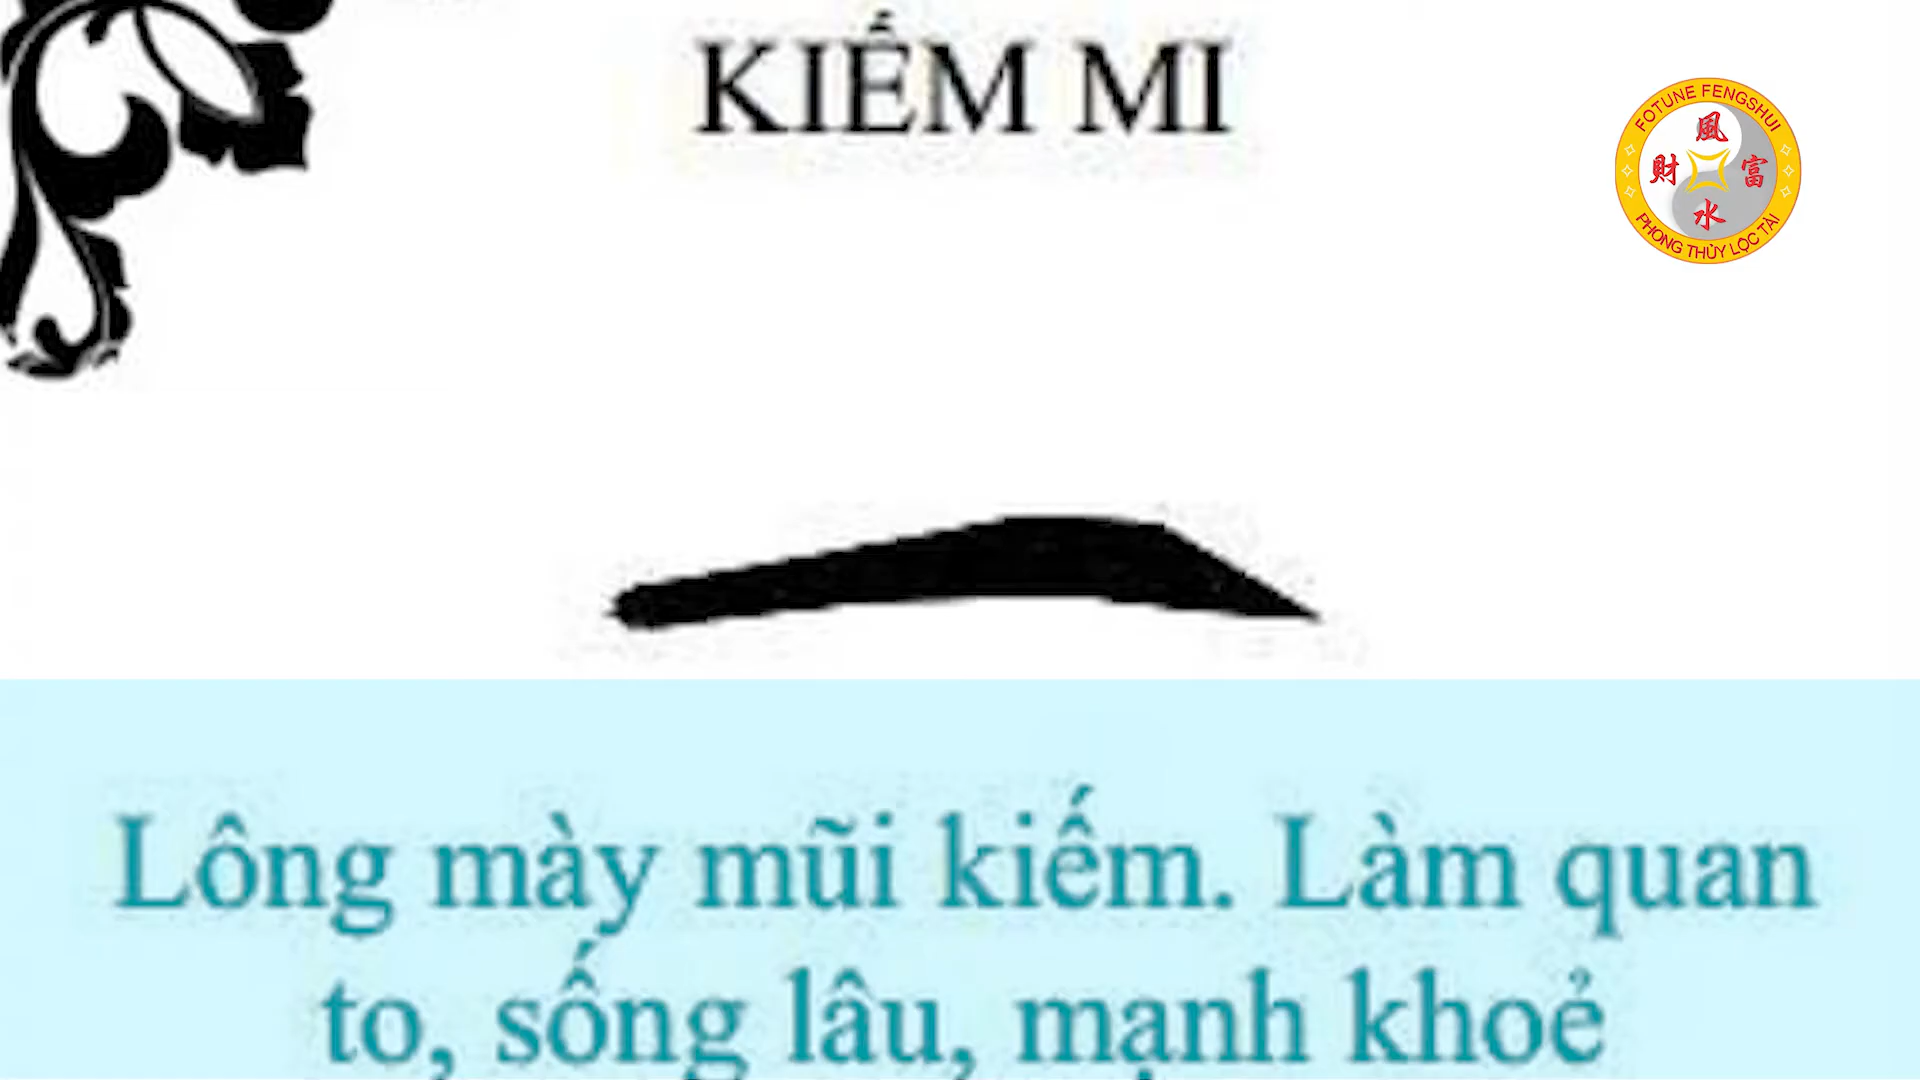 KIẾM MI
FOTUNE FENGSHUI
風
財 富
水
PHONG THỦY LỘC TÀI
Lông mày mũi kiếm. Làm quan
to, sống lâu, mạnh khoẻ